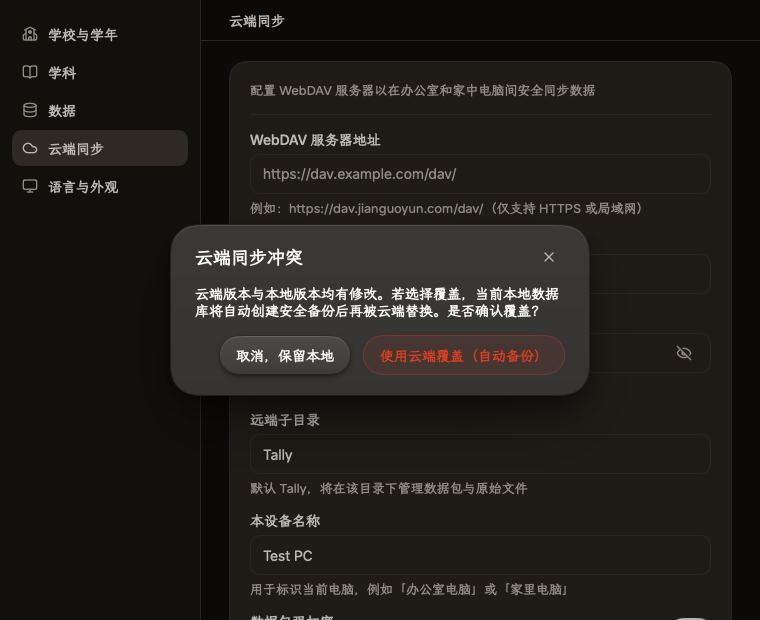 云端同步
学校与学年
学科
数据
云端同步
语言与外观
配置 WebDAV 服务器以在办公室和家中电脑间安全同步数据
WebDAV 服务器地址
https://dav.example.com/dav/
例如：https://dav.jianguoyun.com/dav/（仅支持 HTTPS 或局域网）
云端同步冲突
云端版本与本地版本均有修改。若选择覆盖，当前本地数据
库将自动创建安全备份后再被云端替换。是否确认覆盖？
取消，保留本地
使用云端覆盖（自动备份）
远端子目录
Tally
默认 Tally，将在该目录下管理数据包与原始文件
本设备名称
Test PC
用于标识当前电脑，例如「办公室电脑」或「家里电脑」